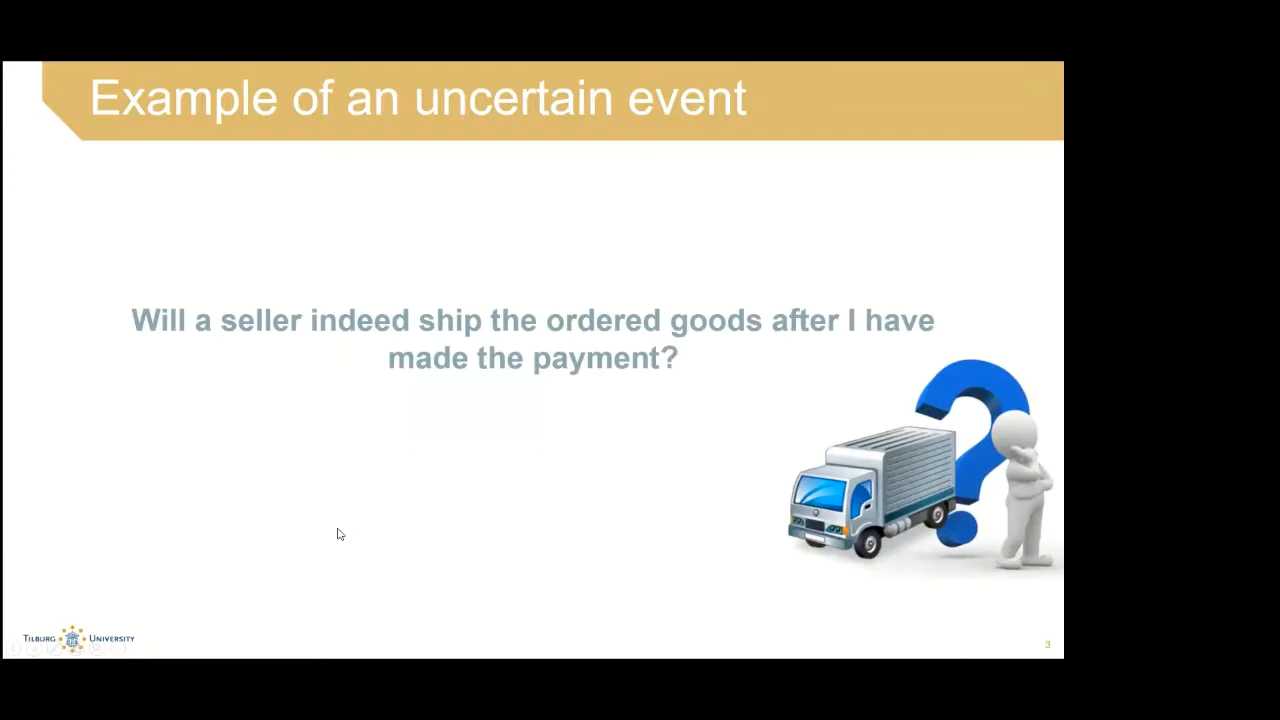 Example of an uncertain event
Will a seller indeed ship the ordered goods after I have
made the payment?
TILBURG UNIVERSITY
3